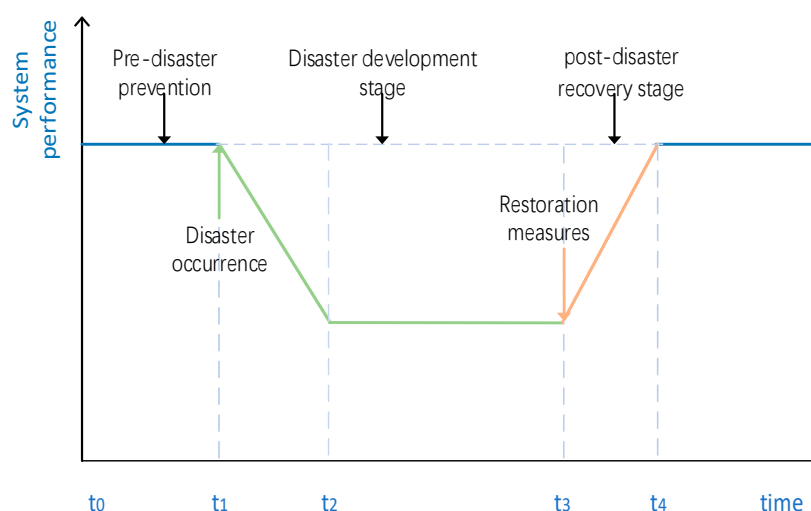 System
performance
Pre-disaster
prevention
Disaster development
stage
post-disaster
recovery stage
Disaster
occurrence
Restoration
measures
t0
t1
t2
t3
t4
time